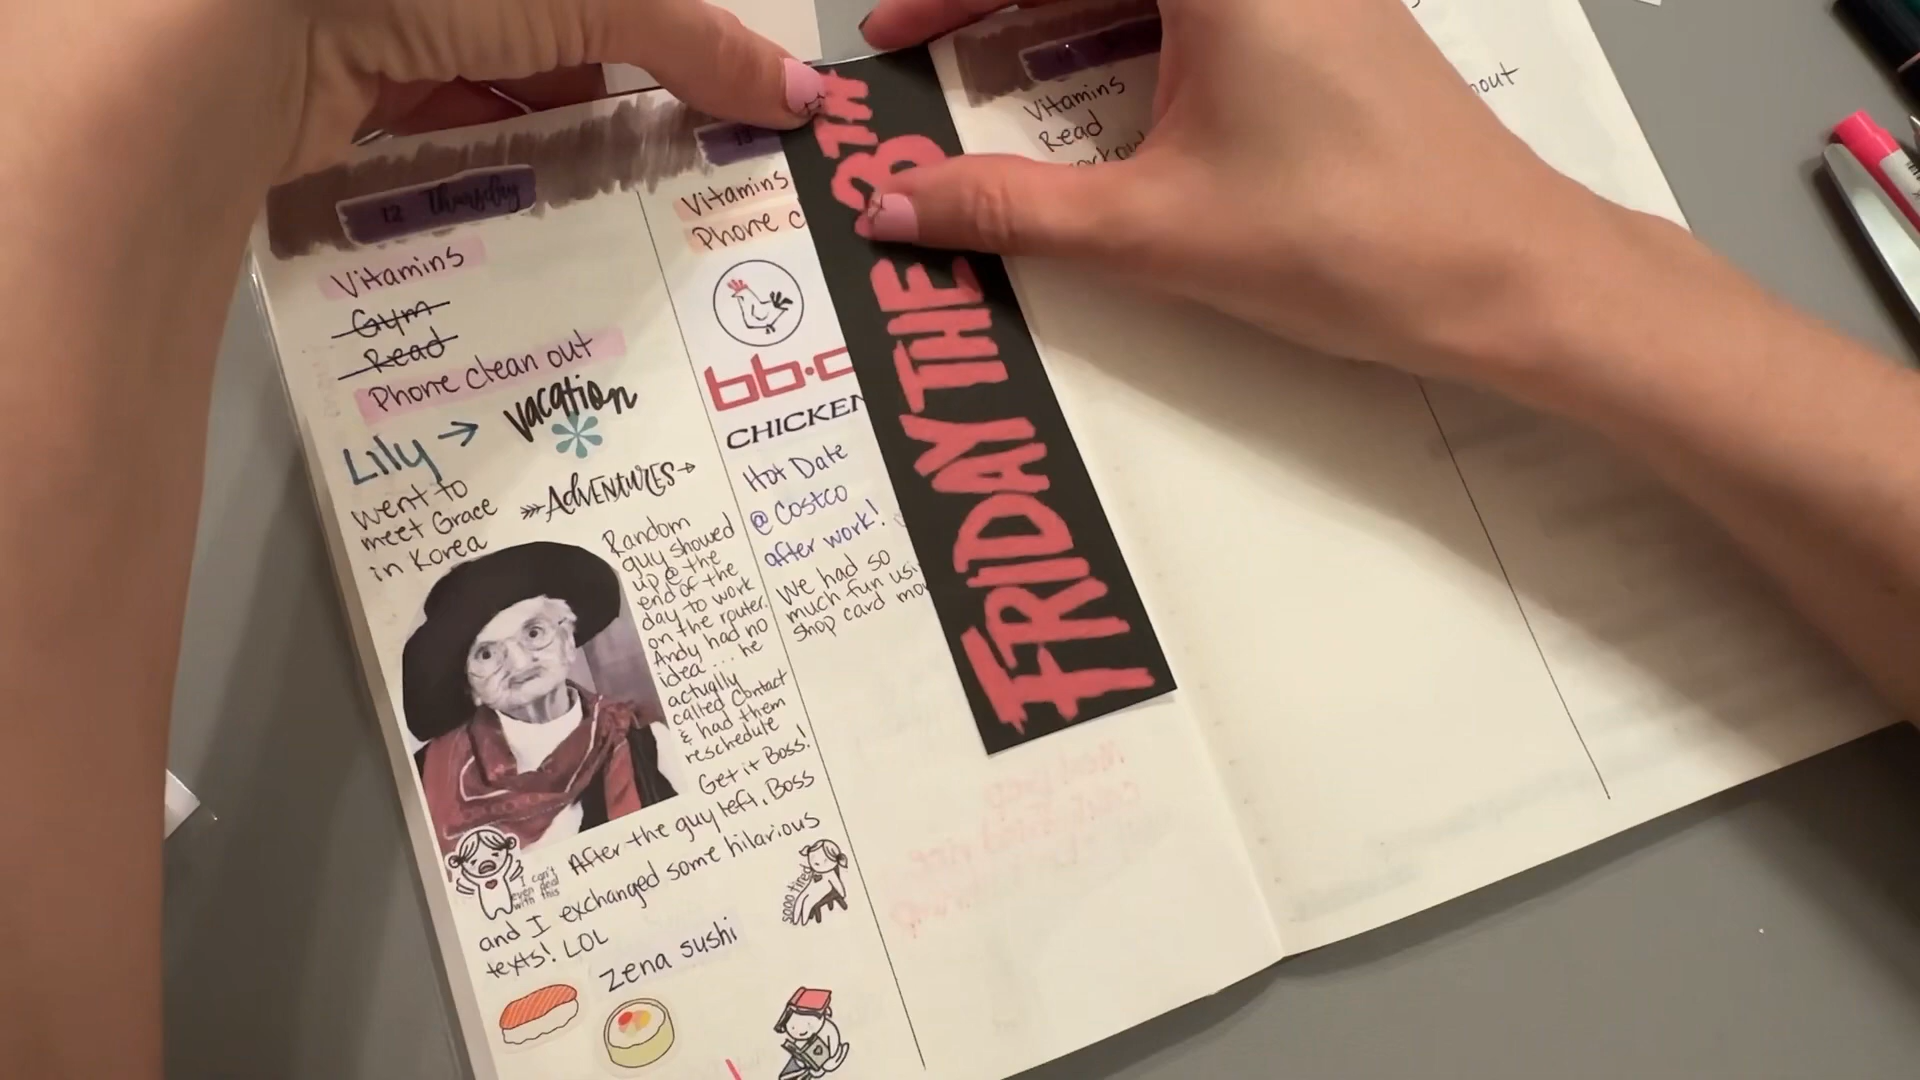 12 Thursday
Vitamins
Gym
Read
Phone clean out
Lily → vacation
ADVENTURES
went to
meet Grace
in Korea
Random
guy showed
up @ the
end of the
day to work
on the router.
Andy had no
idea ... he
actually
called Contact
& had them
reschedule
Get it Boss!
After the guy left, Boss
and I exchanged some hilarious
texts! LOL
I can't
even deal
with this
sooo tired
Zena sushi
13
Vitamins
Phone c
bb.
CHICKEN
Hot Date
@ Costco
after work!
We had so
much fun usi
shop card mo
FRIDAY THE 3TH
Vitamins
Read
out